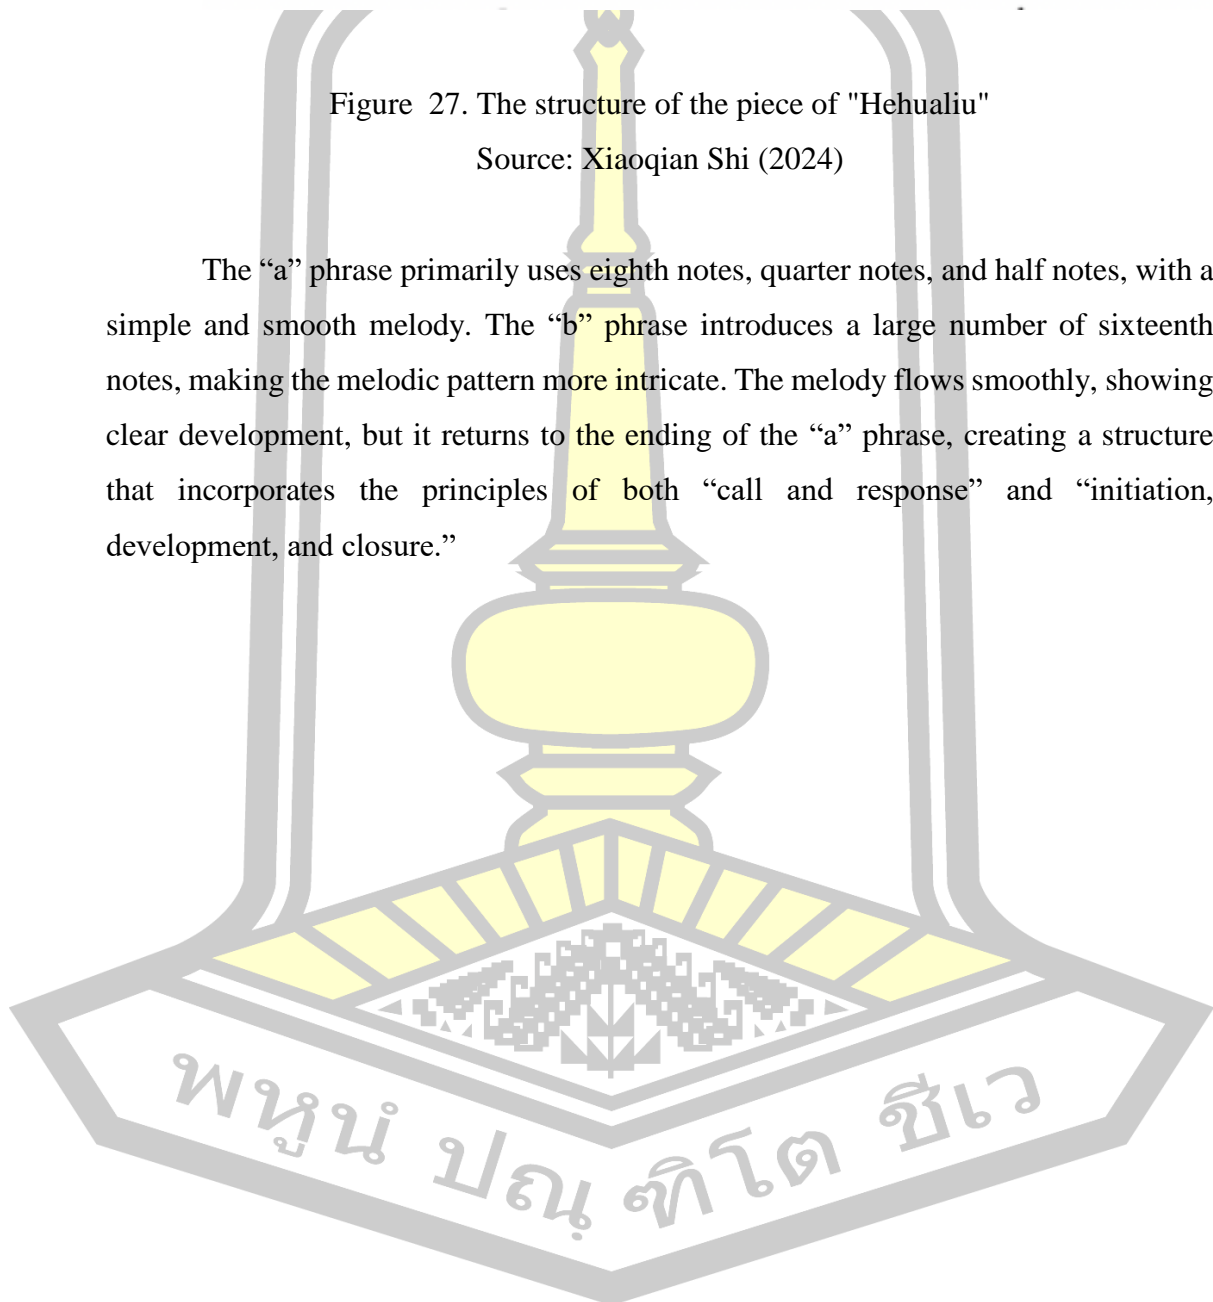 Figure 27. The structure of the piece of "Hehualiu"
Source: Xiaoqian Shi (2024)
The “a” phrase primarily uses eighth notes, quarter notes, and half notes, with a
simple and smooth melody. The “b” phrase introduces a large number of sixteenth
notes, making the melodic pattern more intricate. The melody flows smoothly, showing
clear development, but it returns to the ending of the “a” phrase, creating a structure
that incorporates the principles of both “call and response” and “initiation,
development, and closure.”
พหูนํ ปณฺ ฑิโต ชีเว